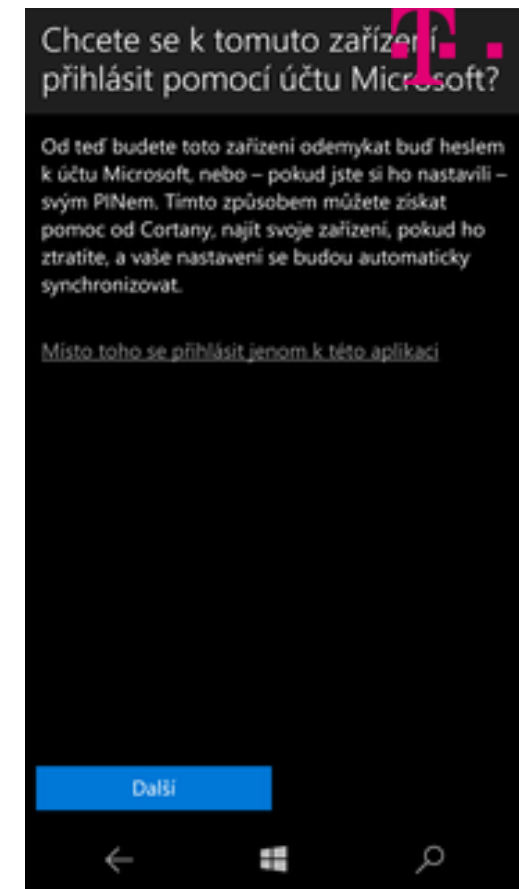 Chcete se k tomuto zařízení
přihlásit pomocí účtu Microsoft?
Od teď budete toto zařízení odemykat buď heslem
k účtu Microsoft, nebo – pokud jste si ho nastavili –
svým PINem. Tímto způsobem můžete získat
pomoc od Cortany, najít svoje zařízení, pokud ho
ztratíte, a vaše nastavení se budou automaticky
synchronizovat.
Místo toho se přihlásit jenom k této aplikaci
Další